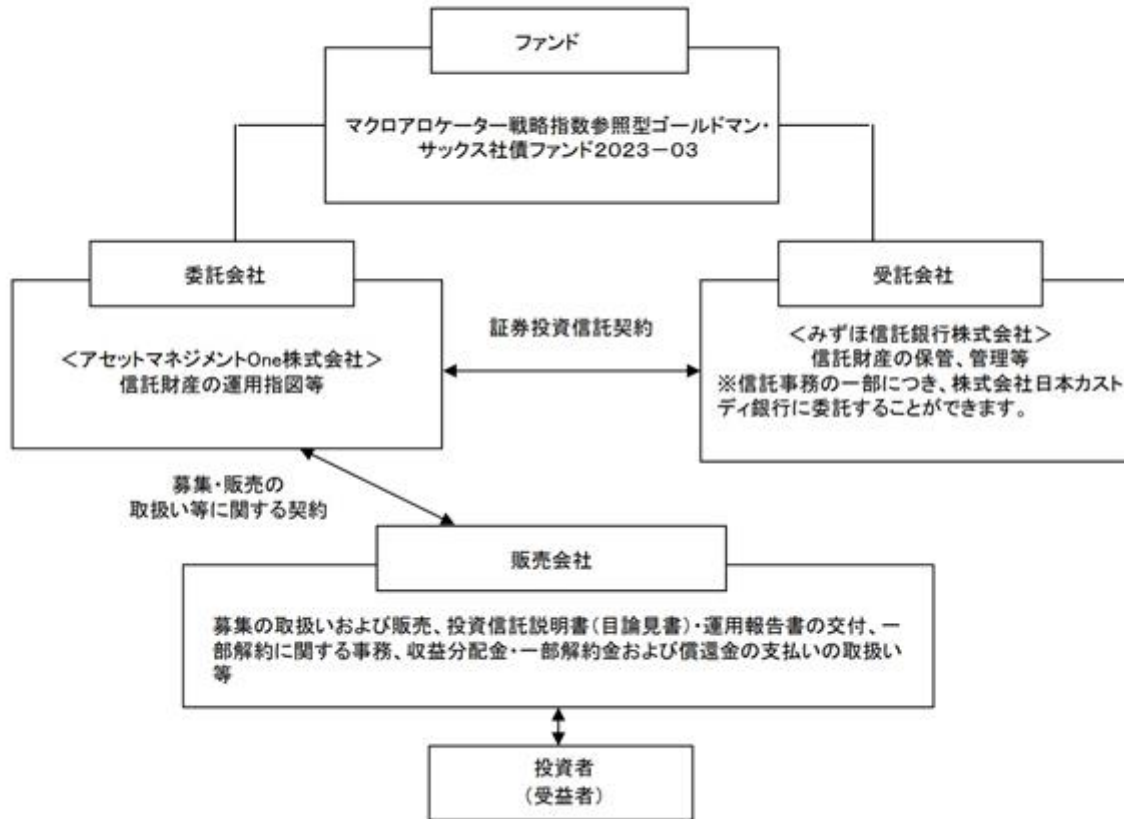 ファンド
マクロアロケーター戦略指数参照型ゴールドマン・
サックス社債ファンド2023－03
委託会社
＜アセットマネジメントOne株式会社＞
信託財産の運用指図等
証券投資信託契約
受託会社
＜みずほ信託銀行株式会社＞
信託財産の保管、管理等
※信託事務の一部につき、株式会社日本カスト
ディ銀行に委託することができます。
募集・販売の
取扱い等に関する契約
販売会社
募集の取扱いおよび販売、投資信託説明書（目論見書）・運用報告書の交付、一
部解約に関する事務、収益分配金・一部解約金および償還金の支払いの取扱い
等
投資者
（受益者）